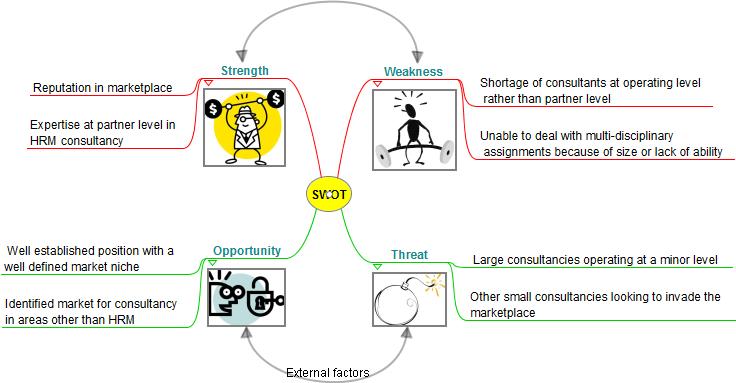 Strength
Weakness
Reputation in marketplace
Expertise at partner level in
HRM consultancy
$
$
Shortage of consultants at operating level
rather than partner level
Unable to deal with multi-disciplinary
assignments because of size or lack of ability
SWOT
Opportunity
Threat
Well established position with a
well defined market niche
Identified market for consultancy
in areas other than HRM
Large consultancies operating at a minor level
Other small consultancies looking to invade the
marketplace
External factors